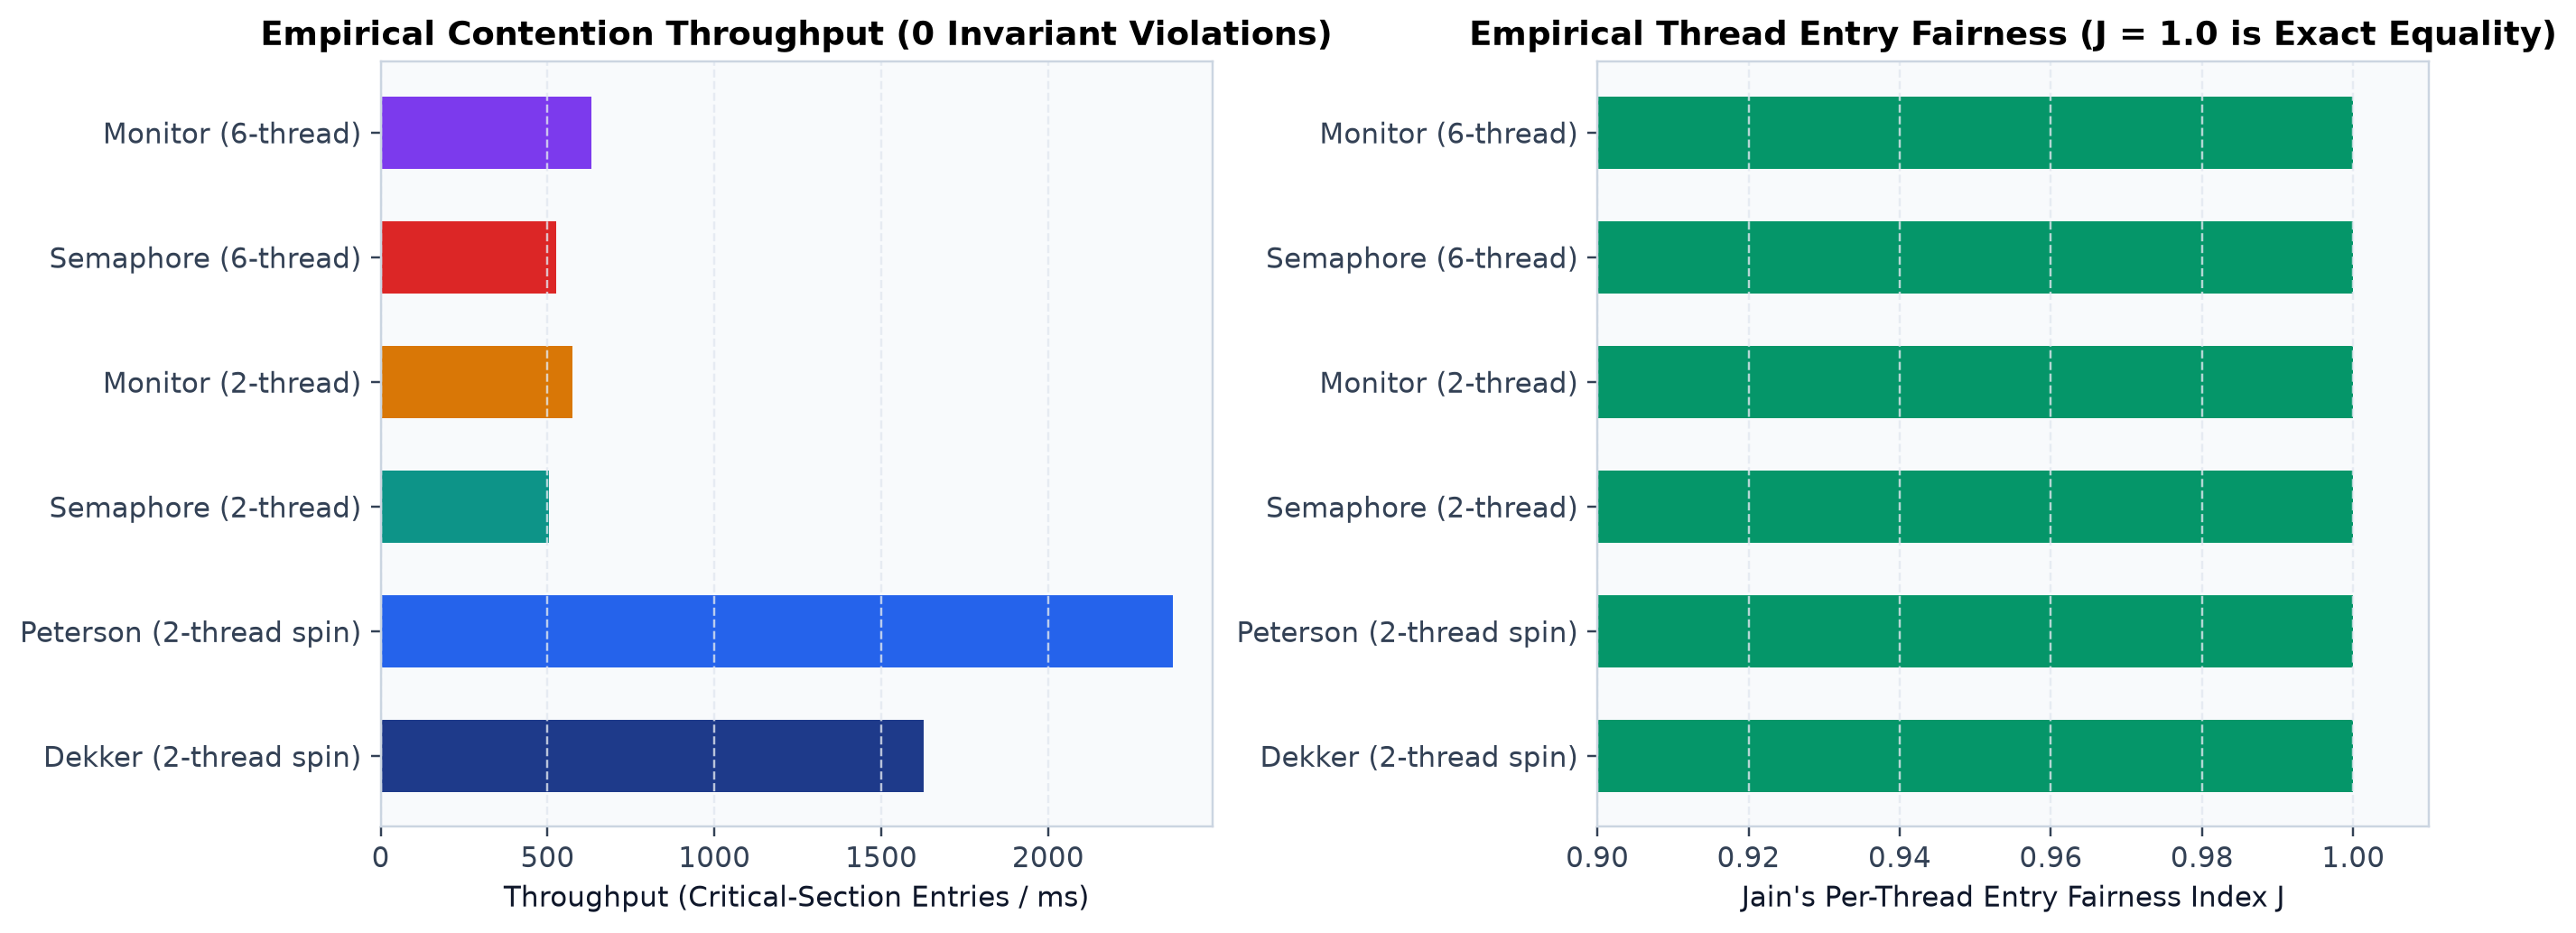 Empirical Contention Throughput (0 Invariant Violations)
Monitor (6-thread)
Semaphore (6-thread)
Monitor (2-thread)
Semaphore (2-thread)
Peterson (2-thread spin)
Dekker (2-thread spin)
0 500 1000 1500 2000
Throughput (Critical-Section Entries / ms)
Empirical Thread Entry Fairness (J = 1.0 is Exact Equality)
Monitor (6-thread)
Semaphore (6-thread)
Monitor (2-thread)
Semaphore (2-thread)
Peterson (2-thread spin)
Dekker (2-thread spin)
0.90 0.92 0.94 0.96 0.98 1.00
Jain's Per-Thread Entry Fairness Index J